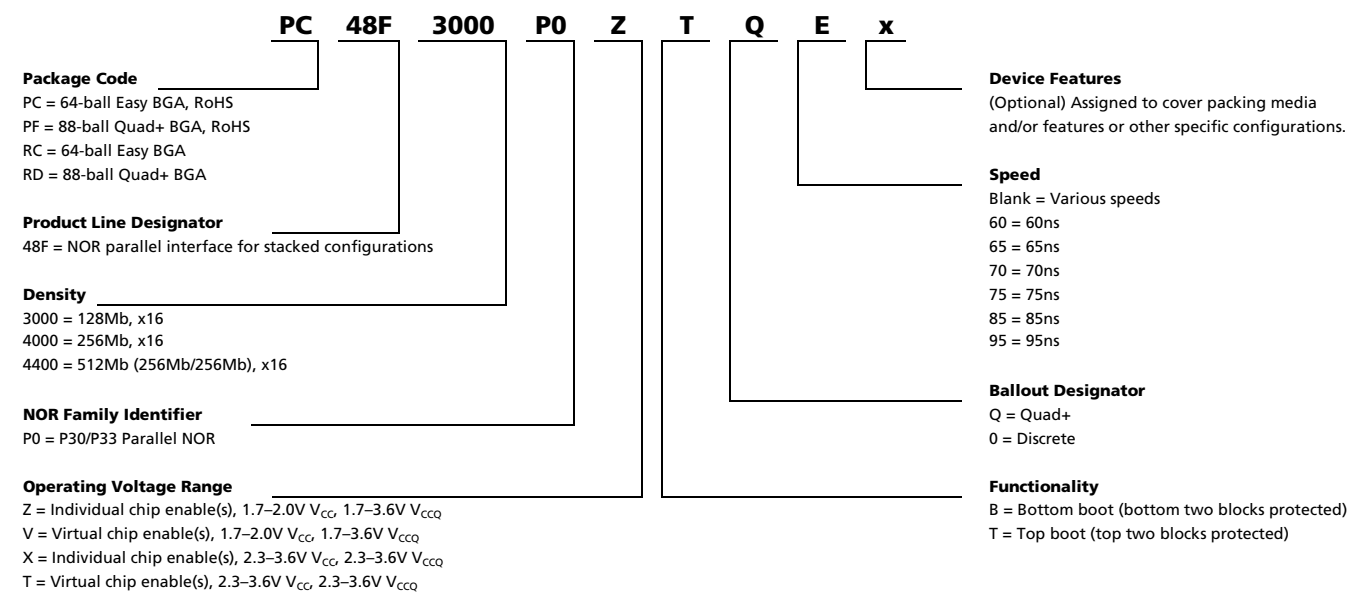 PC 48F 3000 P0 Z T Q E x
Package Code
PC = 64-ball Easy BGA, RoHS
PF = 88-ball Quad+ BGA, RoHS
RC = 64-ball Easy BGA
RD = 88-ball Quad+ BGA
Product Line Designator
48F = NOR parallel interface for stacked configurations
Density
3000 = 128Mb, x16
4000 = 256Mb, x16
4400 = 512Mb (256Mb/256Mb), x16
NOR Family Identifier
P0 = P30/P33 Parallel NOR
Operating Voltage Range
Z = Individual chip enable(s), 1.7–2.0V VCC, 1.7–3.6V VCCQ
V = Virtual chip enable(s), 1.7–2.0V VCC, 1.7–3.6V VCCQ
X = Individual chip enable(s), 2.3–3.6V VCC, 2.3–3.6V VCCQ
T = Virtual chip enable(s), 2.3–3.6V VCC, 2.3–3.6V VCCQ
Device Features
(Optional) Assigned to cover packing media
and/or features or other specific configurations.
Speed
Blank = Various speeds
60 = 60ns
65 = 65ns
70 = 70ns
75 = 75ns
85 = 85ns
95 = 95ns
Ballout Designator
Q = Quad+
0 = Discrete
Functionality
B = Bottom boot (bottom two blocks protected)
T = Top boot (top two blocks protected)